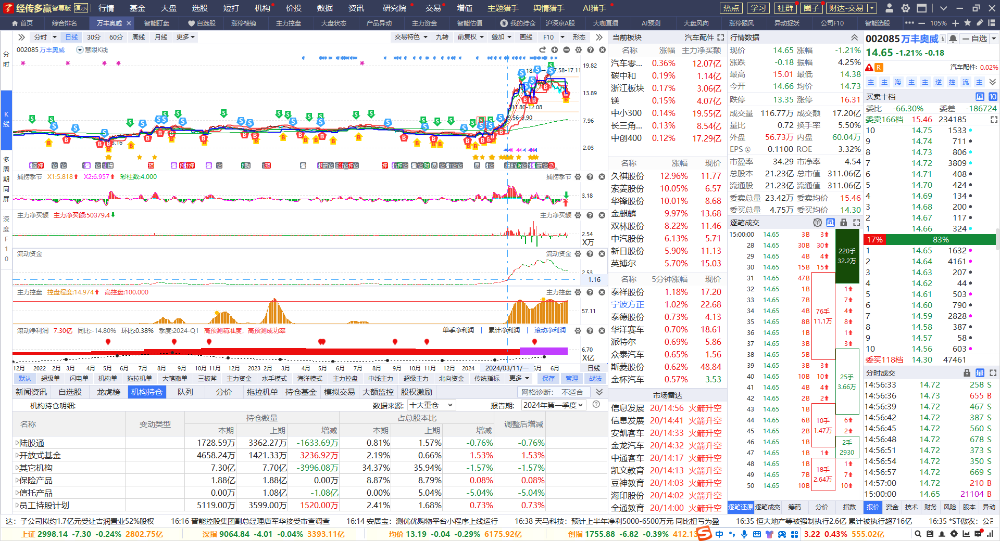 经传多赢 智尊版 演示 行情 基金 大盘 选股 短打 机构 价投 数据 资讯 研究院 交易 增值 主题猎手 舆情猎手 AI猎手 热点 学习 社群 圈子 财达-交易
首页 综合排名 万丰奥威 智能盯盘 自选股 涨停棱镜 主力控盘 大盘状态 产品异动 主力资金 智能估值 我的持仓 沪深京A股 大咖直播 AI预测 大盘风向 涨停跟风 异动捉妖 公司F10 智能选股 105%
分时 日线 30分 60分 周线 月线 更多 交易特色 九转 前复权 叠加 画线 F10 形态
分时
K线
多周期同屏
深度F10
002085 万丰奥威 慧眼K线
19.82
13.89
7.96
2.03
17.58-17.11
11.80-12.08
9.56-9.90
捕捞季节 X1:5.818 X2:6.957 彩柱数:4.000 捕捞季节
3.18
主力净买额 主力净买额:50379.4 主力净买额
2.54
X万
流动资金 流动资金
2.53
1.16
主力控盘 控盘程度:14.974 高控盘:100.000 主力控盘
57.11
滚动净利润 7.30亿 同比:-14.80% 环比:0.38% 季度:2024-Q1 高预测精准度，高预测成功率 单季净利润 累计净利润 滚动净利润
6.70
X亿
12月 2022 2月 3月 4月 5月 6月 7月 8月 9月 10月 11月 12月 2023 2月 3月 4月 5月 6月 7月 8月 9月 10月 11月 12月 2024 2024/03/11/一 5月 6月 日线
默认 超级单 闪电单 机构单 拖拉机单 大笔撤单 三板斧 主力资金 水手模式 海洋模式 主力控盘 中线主力 超级主力 北向资金 传统指标 更多 保存 管理 战法
新闻资讯 自选股 龙虎榜 机构持仓 队列 分价 拖拉机单 持仓基金 模拟交易 大额监控 股权激励 网格诊断： 不适合
机构持仓明细: 数据来源: 十大重仓 报告期: 2024年第一季度
名称 变动类型 持仓数量 占总股本比 调整后增减
本期 上期 增减 本期 上期 增减
陆股通 1728.59万 3362.27万 -1633.69万 0.81% 1.57% -0.76% -0.76%
开放式基金 4658.24万 1421.33万 3236.92万 2.19% 0.66% 1.53% 1.53%
其它机构 7.30亿 7.70亿 -3996.08万 34.37% 35.94% -1.57% -1.57%
保险产品 1.88亿 1.88亿 0.00万 8.87% 8.79% 0.08% 0.08%
信托产品 0.00万 1.08亿 -1.08亿 0.00% 5.04% -5.04% -5.04%
员工持股计划 5119.00万 3599.00万 1520.00万 2.41% 1.68% 0.73% 0.73%
当前板块 汽车配件
名称 涨幅 主力净买额
汽车零... 0.36% 12.07亿
碳中和 0.19% 1.14亿
浙江板块 0.17% 3.06亿
镁 0.15% 4.07亿
中小300 0.14% 19.55亿
长三角... 0.13% 8.54亿
中创400 0.12% 17.29亿
名称 涨幅 现价
久祺股份 12.96% 11.77
索菱股份 10.05% 6.57
华锋股份 10.01% 8.68
金麒麟 9.97% 13.68
双林股份 8.22% 11.46
中汽股份 6.13% 5.71
新日股份 5.90% 11.13
英搏尔 5.70% 15.03
名称 5分钟涨幅 现价
泰祥股份 1.18% 17.20
宁波方正 1.02% 22.68
泰德股份 0.73% 4.13
华洋赛车 0.70% 18.61
派特尔 0.69% 5.86
众泰汽车 0.65% 1.56
斯菱股份 0.62% 48.84
金杯汽车 0.57% 3.53
市场雷达
信息发展 20/14:56 火箭升空
信息发展 20/14:41 火箭升空
安凯客车 20/14:33 火箭升空
金龙汽车 20/14:32 火箭升空
中通客车 20/14:17 火箭升空
凯文教育 20/14:13 火箭升空
豆神教育 20/14:03 火箭升空
海印股份 20/14:02 火箭升空
全通教育 20/14:00 火箭升空
行情数据
现价 14.65 涨幅 -1.21%
涨跌 -0.18 振幅 4.25%
最高 15.01 最低 14.38
今开 14.66 均价 14.73
跌停 13.35 涨停 16.31
成交量 116.77万 成交额 17.20亿
量比 0.72 换手率 5.50%
外盘 56.73万 内盘 60.04万
EPS① 0.1100 ROE 3.32%
市盈率 34.29 市净率 4.54
总股本 21.23亿 总市值 311.06亿
流通股 21.23亿 流通值 311.06亿
委卖总量 23.42万 委卖均价 15.46
委买总量 4.75万 委买均价 14.30
逐笔成交
15:00:00 14.65 3B 3
28 14.65 30B 30
29 14.65 4B 4
30 14.65 15B 15
31 14.65 47B
32 14.65 1B 1
33 14.65 7B 7
34 14.65 4B 4
35 14.65 8B 8
36 14.65 1B 1
37 14.65 3B 3
38 14.65 5B
39 14.65 3B 3
40 14.65 10B 10
41 14.65 4B 4
42 14.65 2B 2
43 14.65 1B
44 14.65 6B 6
45 14.65 2B 2
46 14.65 1B
47 14.65 1B 1
48 14.65 1B 1
49 14.65 7B 7
50 14.65 10B 10
220手
32.2万
76手
11.1万
25手
3.66万
10手
1.47万
2手
2930
18手
2.64万
逐笔还原 逐笔成交 筹码 分价 指数
002085 万丰奥威 自选
14.65 -1.21% -0.18
R 汽车配件: 0.02%
主 主 海 主 主 逆 控 流 主
买卖十档 量 10
委比 -66.30% 委差 -186724
委卖166档 15.46 234185
10 14.75 1533
9 14.74 711
8 14.73 806
7 14.72 3809
6 14.71 408
5 14.70 424
4 14.69 134
3 14.68 200
2 14.67 117
1 14.66 324
17% 83%
1 14.65 1632
2 14.64 4161
3 14.63 207
4 14.62 44
5 14.61 503
6 14.60 790
7 14.59 2828
8 14.58 387
9 14.57 58
10 14.56 603
委买118档 14.30 47461
分时成交 量
14:56:33 14.72 258 S
14:56:36 14.73 655 B
14:56:39 14.72 467 S
14:56:42 14.72 387 S
14:56:45 14.72 560 S
14:56:48 14.72 678 S
14:56:51 14.72 373 S
14:56:54 14.72 350 S
14:56:57 14.72 669 S
14:57:00 14.72 210 B
15:00:00 14.65 21104 B
报价 资金 技术 财务 风险 股本 异动
达：子公司拟约1.7亿元受让吉润置业52%股权 16:16 晋能控股集团副总经理唐军华接受审查调查 16:14 安居宝：测优优购物平台小程序上线运行 16:38 天马科技：预计上半年净利5000-6500万元 同比扭亏为盈 16:35 恒大地产等被强制执行2.6亿 累计被执行超716亿 16:35 *ST傲农：公司
上证 2998.14 -7.30 -0.24% 2802.75亿 深指 9064.84 -4.01 -0.04% 3393.11亿 均价 13.19 -0.04 -0.29% 6175.92亿 创指 1755.88 -6.82 -0.39% 412.13 中 3.22 0.43% 555.02亿